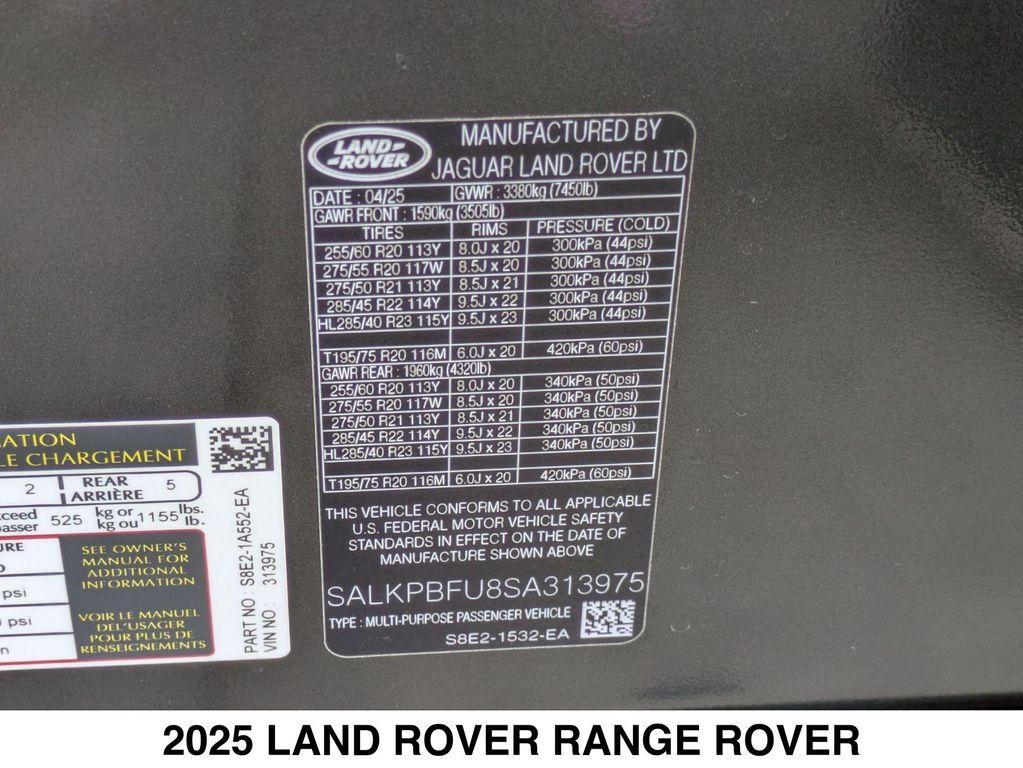 LAND-
-ROVER
MANUFACTURED BY
JAGUAR LAND ROVER LTD
DATE : 04/25 GVWR : 3380kg (7450lb)
GAWR FRONT : 1590kg (3505lb)
TIRES RIMS PRESSURE (COLD)
255/60 R20 113Y 8.0J x 20 300kPa (44psi)
275/55 R20 117W 8.5J x 20 300kPa (44psi)
275/50 R21 113Y 8.5J x 21 300kPa (44psi)
285/45 R22 114Y 9.5J x 22 300kPa (44psi)
HL285/40 R23 115Y 9.5J x 23 300kPa (44psi)
T195/75 R20 116M 6.0J x 20 420kPa (60psi)
GAWR REAR : 1960kg (4320lb)
255/60 R20 113Y 8.0J x 20 340kPa (50psi)
275/55 R20 117W 8.5J x 20 340kPa (50psi)
275/50 R21 113Y 8.5J x 21 340kPa (50psi)
285/45 R22 114Y 9.5J x 22 340kPa (50psi)
HL285/40 R23 115Y 9.5J x 23 340kPa (50psi)
T195/75 R20 116M 6.0J x 20 420kPa (60psi)
THIS VEHICLE CONFORMS TO ALL APPLICABLE
U.S. FEDERAL MOTOR VEHICLE SAFETY
STANDARDS IN EFFECT ON THE DATE OF
MANUFACTURE SHOWN ABOVE
SALKPBFU8SA313975
TYPE : MULTI-PURPOSE PASSENGER VEHICLE
S8E2-1532-EA
MATION
LE CHARGEMENT
2 REAR 5
ARRIÈRE
xceed 525 kg or 1155 lbs.
passer kg ou lb.
URE
psi
psi
SEE OWNER'S
MANUAL FOR
ADDITIONAL
INFORMATION
VOIR LE MANUEL
DEL'USAGER
POUR PLUS DE
RENSEIGNEMENTS
PART NO : S8E2-1A552-EA
VIN NO : 313975
2025 LAND ROVER RANGE ROVER